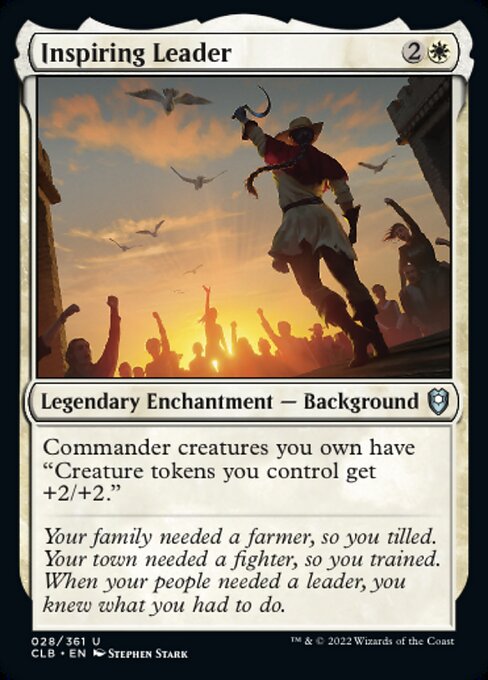 Inspiring Leader 2
Legendary Enchantment — Background
Commander creatures you own have
“Creature tokens you control get
+2/+2.”
Your family needed a farmer, so you tilled.
Your town needed a fighter, so you trained.
When your people needed a leader, you
knew what you had to do.
028/361 U
CLB • EN Stephen Stark
™ & © 2022 Wizards of the Coast